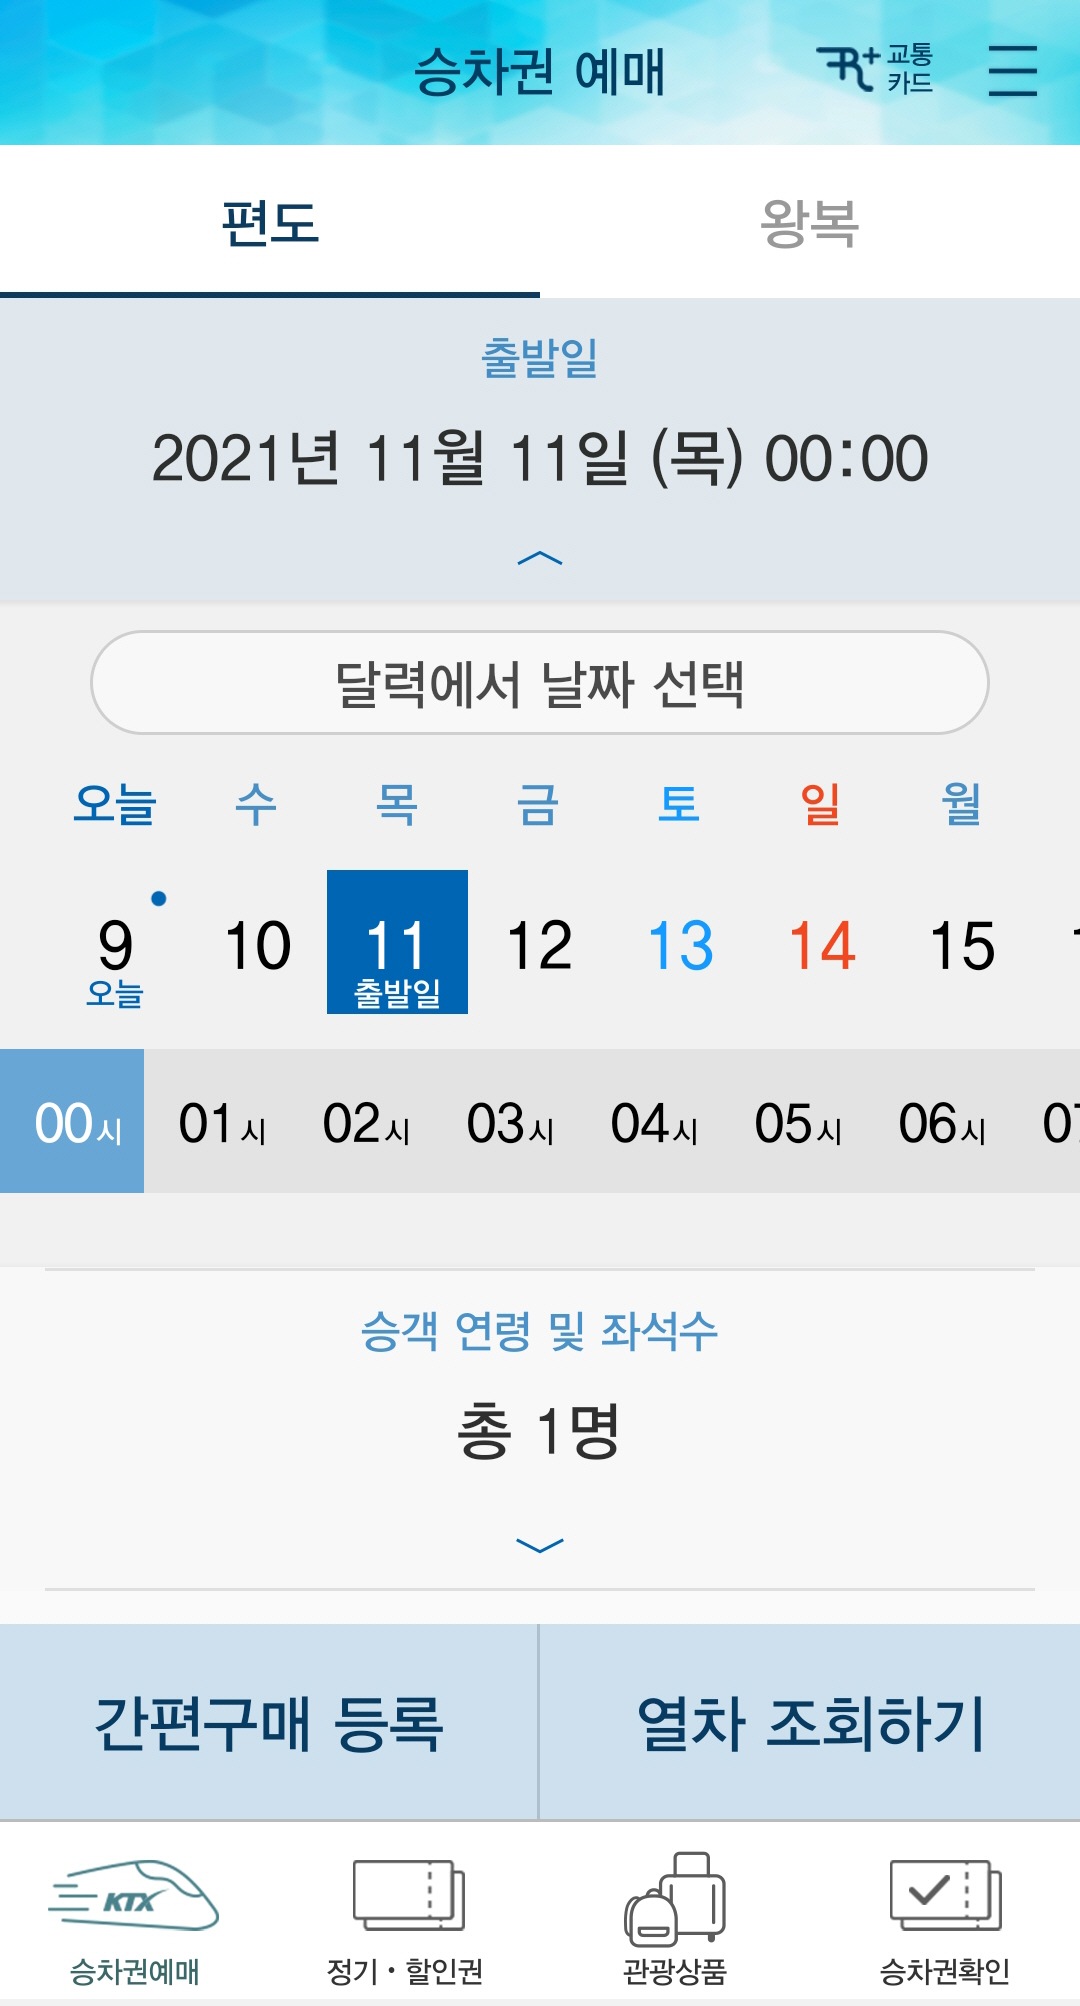 승차권 예매
R+ 교통
카드
편도 왕복
출발일
2021년 11월 11일 (목) 00:00
달력에서 날짜 선택
오늘 수 목 금 토 일 월
9 10 11 12 13 14 15
오늘 출발일
00시 01시 02시 03시 04시 05시 06시 07
승객 연령 및 좌석수
총 1명
간편구매 등록 열차 조회하기
KTX
승차권예매 정기·할인권 관광상품 승차권확인